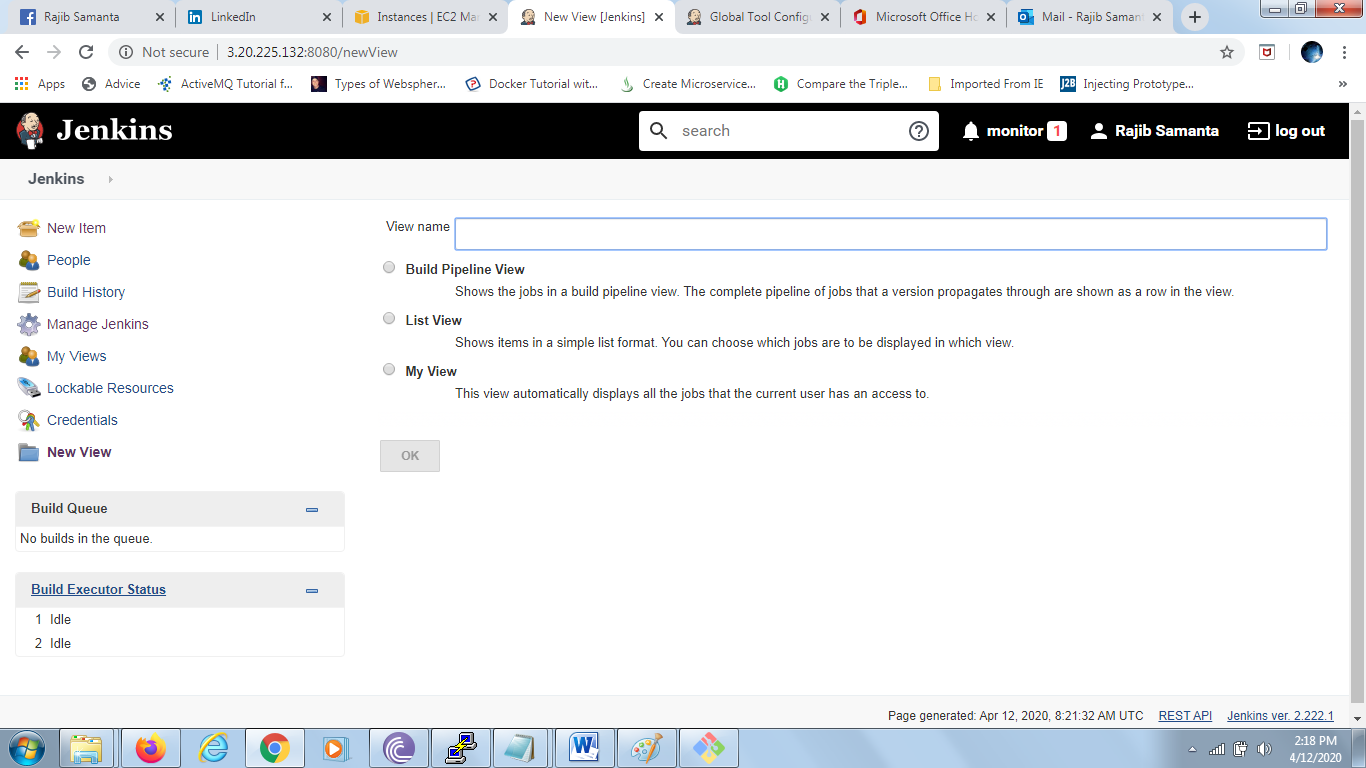 Rajib Samanta
LinkedIn
Instances | EC2 Mar
New View [Jenkins]
Global Tool Config
Microsoft Office Ho
Mail - Rajib Samant
Not secure | 3.20.225.132:8080/newView
Apps
Advice
ActiveMQ Tutorial f...
Types of Webspher...
Docker Tutorial wit...
Create Microservice...
Compare the Triple...
Imported From IE
J2B
Injecting Prototype...
»
Jenkins
search
monitor 1
Rajib Samanta
log out
Jenkins
New Item
People
Build History
Manage Jenkins
My Views
Lockable Resources
Credentials
New View
Build Queue
No builds in the queue.
Build Executor Status
1 Idle
2 Idle
View name
Build Pipeline View
Shows the jobs in a build pipeline view. The complete pipeline of jobs that a version propagates through are shown as a row in the view.
List View
Shows items in a simple list format. You can choose which jobs are to be displayed in which view.
My View
This view automatically displays all the jobs that the current user has an access to.
OK
Page generated: Apr 12, 2020, 8:21:32 AM UTC REST API Jenkins ver. 2.222.1
2:18 PM
4/12/2020